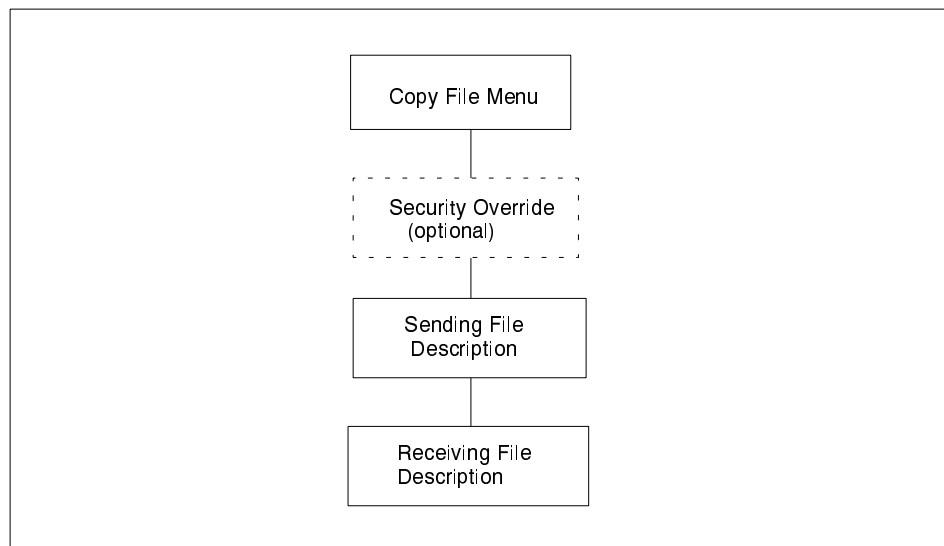 Copy File Menu
Security Override
(optional)
Sending File
Description
Receiving File
Description